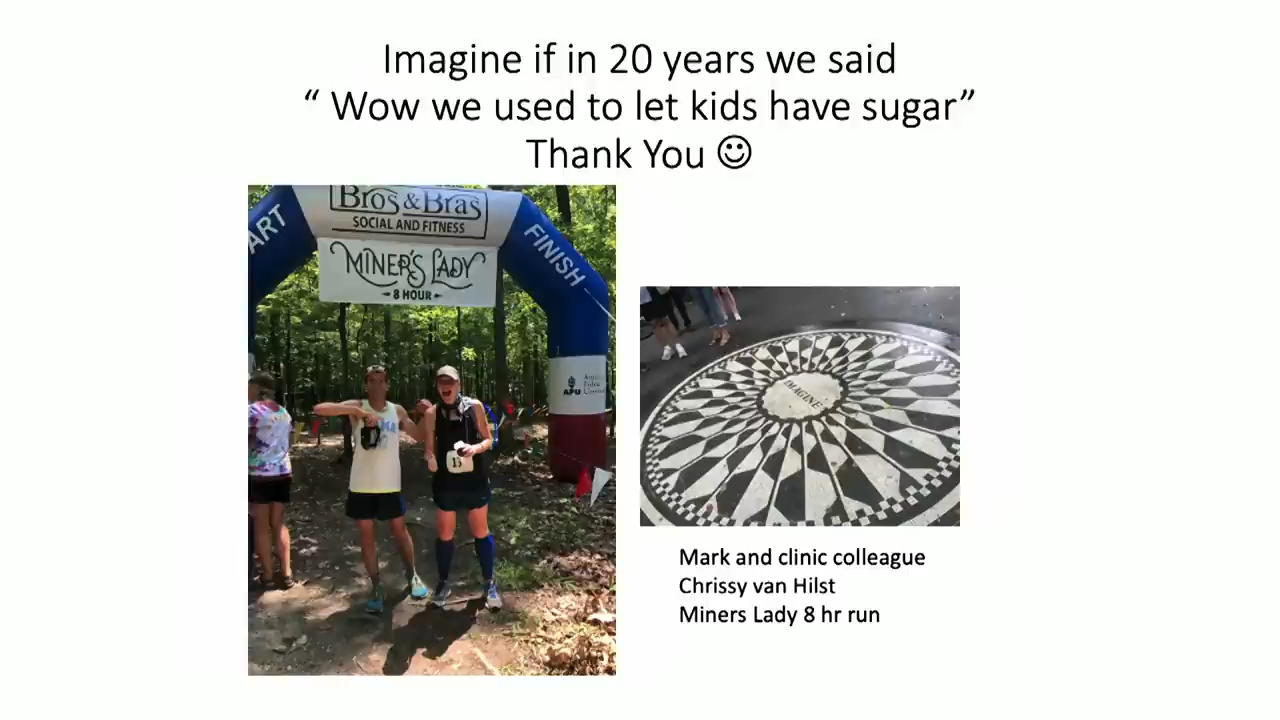 Imagine if in 20 years we said
“ Wow we used to let kids have sugar”
Thank You ☺
Bros & Bras
SOCIAL AND FITNESS
ART
FINISH
MINER'S LADY
8 HOUR
APU
13
IMAGINE
Mark and clinic colleague
Chrissy van Hilst
Miners Lady 8 hr run